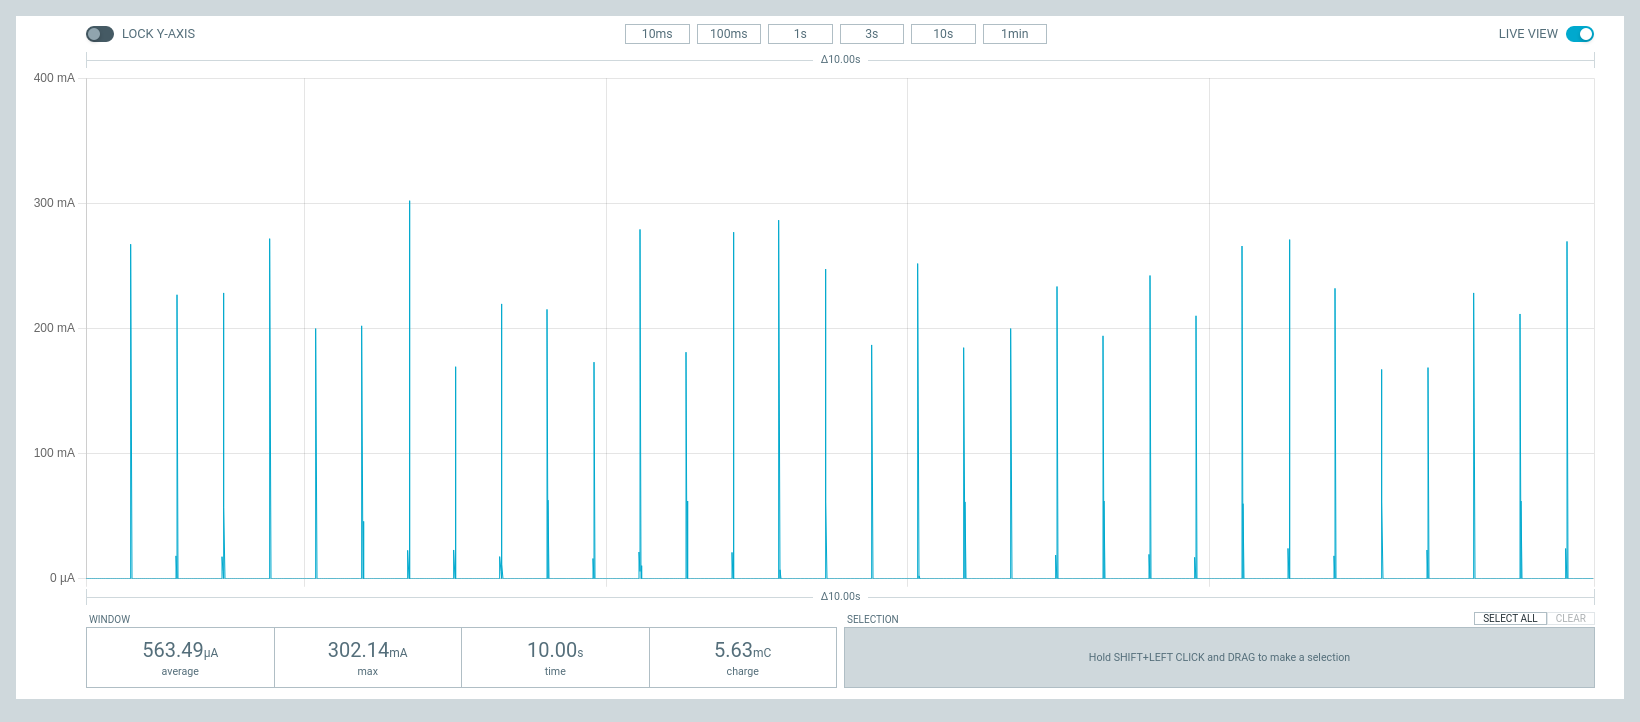 LOCK Y-AXIS 10ms 100ms 1s 3s 10s 1min LIVE VIEW
Δ10.00s
400 mA
300 mA
200 mA
100 mA
0 µA
Δ10.00s
WINDOW SELECTION SELECT ALL CLEAR
563.49µA 302.14mA 10.00s 5.63mC
average max time charge
Hold SHIFT+LEFT CLICK and DRAG to make a selection